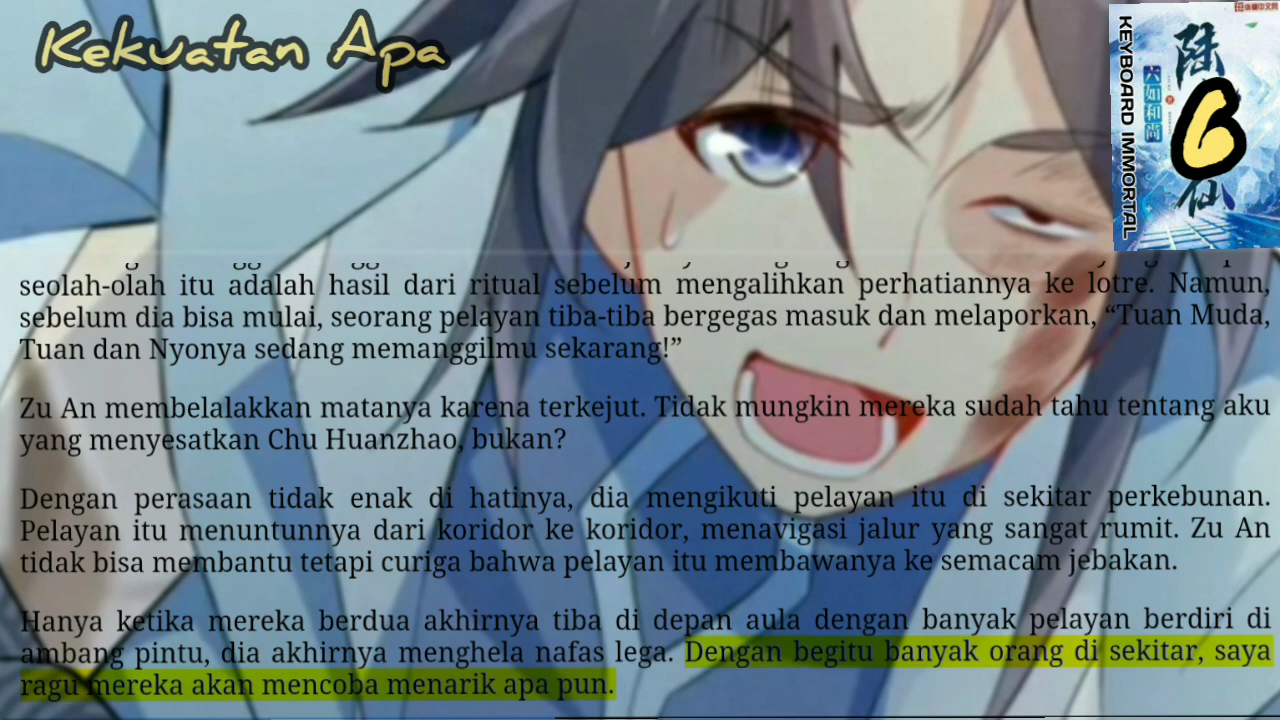 Kekuatan Apa
KEYBOARD IMMORTAL
陆
6
仙
六如和尚
seolah-olah itu adalah hasil dari ritual sebelum mengalihkan perhatiannya ke lotre. Namun,
sebelum dia bisa mulai, seorang pelayan tiba-tiba bergegas masuk dan melaporkan, “Tuan Muda,
Tuan dan Nyonya sedang memanggilmu sekarang!”
Zu An membelalakkan matanya karena terkejut. Tidak mungkin mereka sudah tahu tentang aku
yang menyesatkan Chu Huanzhao, bukan?
Dengan perasaan tidak enak di hatinya, dia mengikuti pelayan itu di sekitar perkebunan.
Pelayan itu menuntunnya dari koridor ke koridor, menavigasi jalur yang sangat rumit. Zu An
tidak bisa membantu tetapi curiga bahwa pelayan itu membawanya ke semacam jebakan.
Hanya ketika mereka berdua akhirnya tiba di depan aula dengan banyak pelayan berdiri di
ambang pintu, dia akhirnya menghela nafas lega. Dengan begitu banyak orang di sekitar, saya
ragu mereka akan mencoba menarik apa pun.